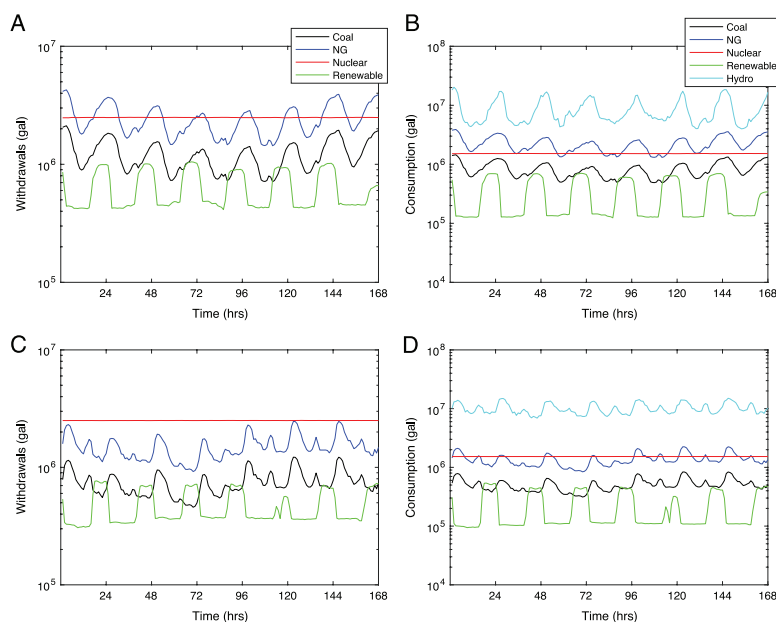 A
10^7
10^6
10^5
Withdrawals (gal)
24 48 72 96 120 144 168
Time (hrs)
Coal
NG
Nuclear
Renewable
B
10^8
10^7
10^6
10^5
10^4
Consumption (gal)
24 48 72 96 120 144 168
Time (hrs)
Coal
NG
Nuclear
Renewable
Hydro
C
10^7
10^6
10^5
Withdrawals (gal)
24 48 72 96 120 144 168
Time (hrs)
D
10^8
10^7
10^6
10^5
10^4
Consumption (gal)
24 48 72 96 120 144 168
Time (hrs)